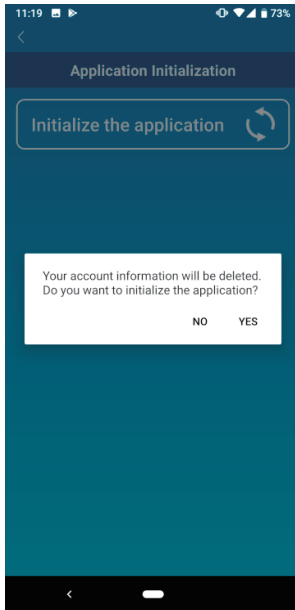 11:19 73%
Application Initialization
Initialize the application
Your account information will be deleted.
Do you want to initialize the application?
NO YES